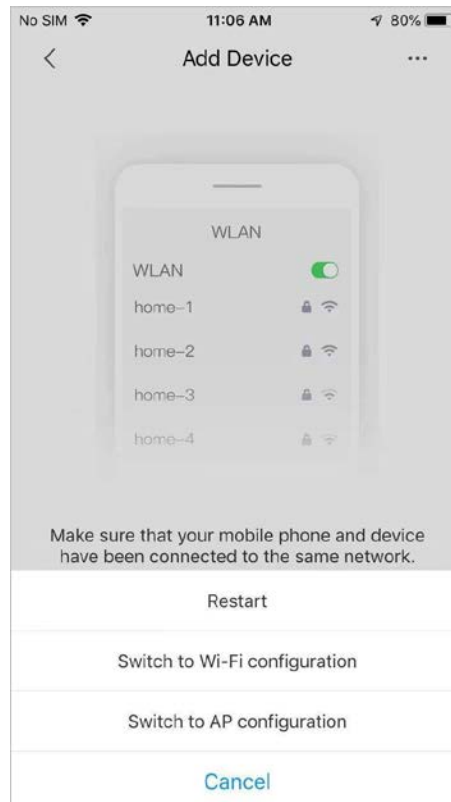 No SIM 11:06 AM 80%
Add Device
WLAN
WLAN
home–1
home–2
home–3
home–4
Make sure that your mobile phone and device
have been connected to the same network.
Restart
Switch to Wi-Fi configuration
Switch to AP configuration
Cancel